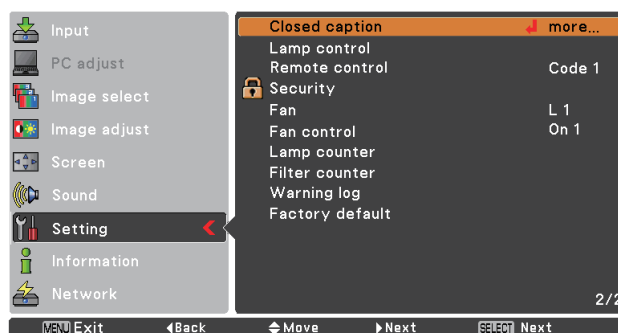 Input
PC adjust
Image select
Image adjust
Screen
Sound
Setting
Information
Network
Closed caption more...
Lamp control
Remote control Code 1
Security
Fan L 1
Fan control On 1
Lamp counter
Filter counter
Warning log
Factory default
2/2
MENU Exit Back Move Next SELECT Next